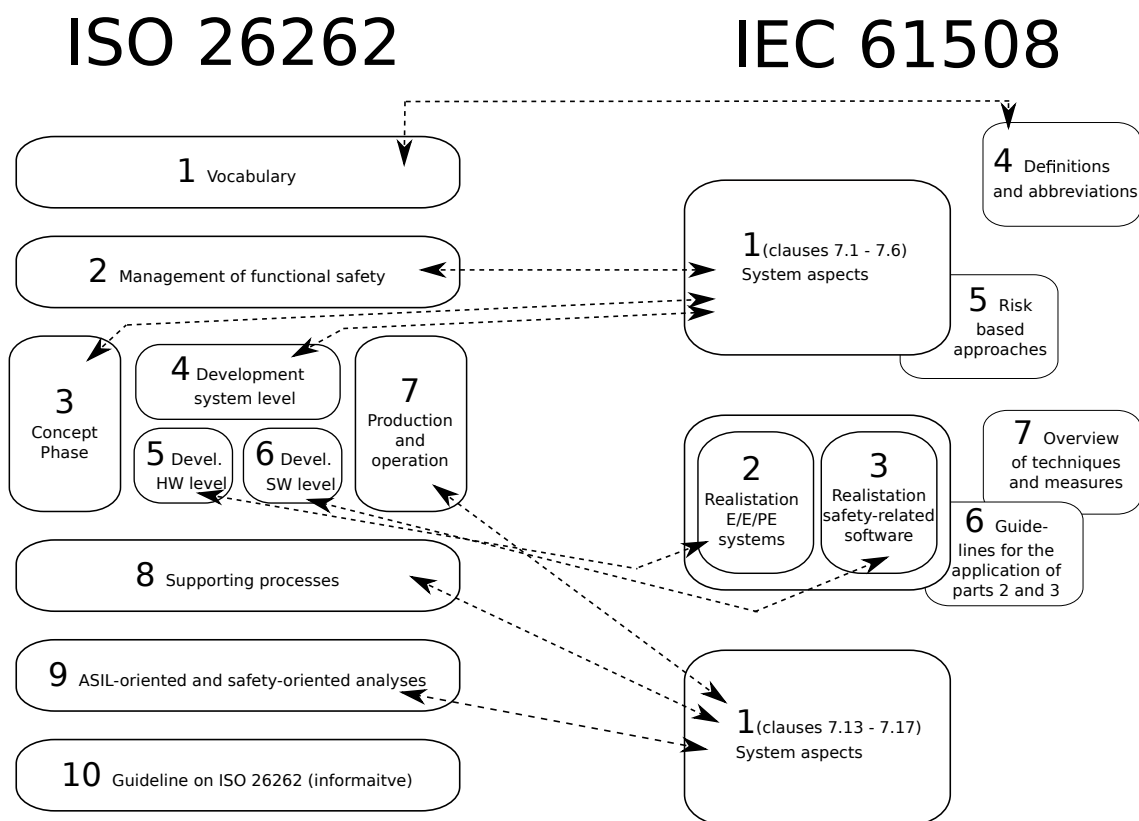 ISO 26262
IEC 61508
1 Vocabulary
2 Management of functional safety
3
Concept
Phase
4 Development
system level
5 Devel.
HW level
6 Devel.
SW level
7
Production
and
operation
8 Supporting processes
9 ASIL-oriented and safety-oriented analyses
10 Guideline on ISO 26262 (informaitve)
4 Definitions
and abbreviations
1 (clauses 7.1 - 7.6)
System aspects
5 Risk
based
approaches
2
Realistation
E/E/PE
systems
3
Realistation
safety-related
software
7 Overview
of techniques
and measures
6 Guide-
lines for the
application of
parts 2 and 3
1 (clauses 7.13 - 7.17)
System aspects